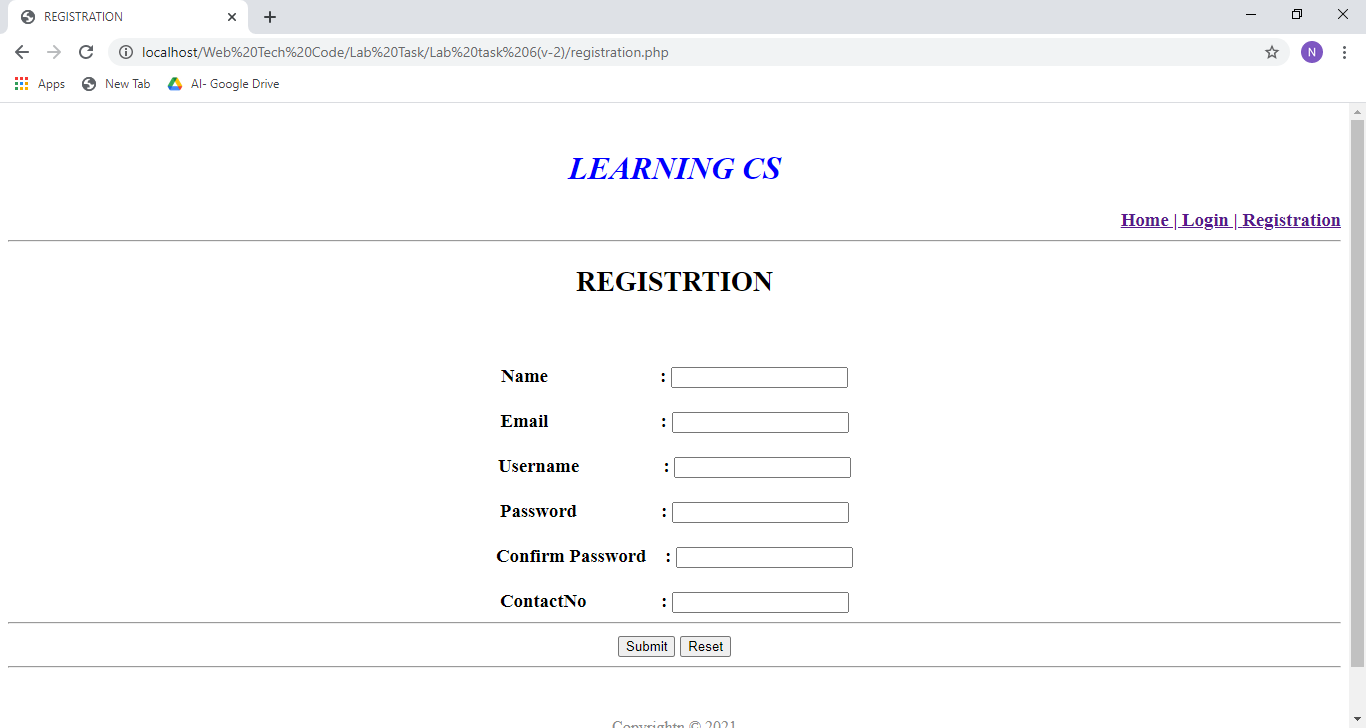 REGISTRATION
localhost/Web%20Tech%20Code/Lab%20Task/Lab%20task%206(v-2)/registration.php
N
Apps New Tab AI- Google Drive
LEARNING CS
Home | Login | Registration
REGISTRTION
Name :
Email :
Username :
Password :
Confirm Password :
ContactNo :
Submit Reset
Copyrightn © 2021